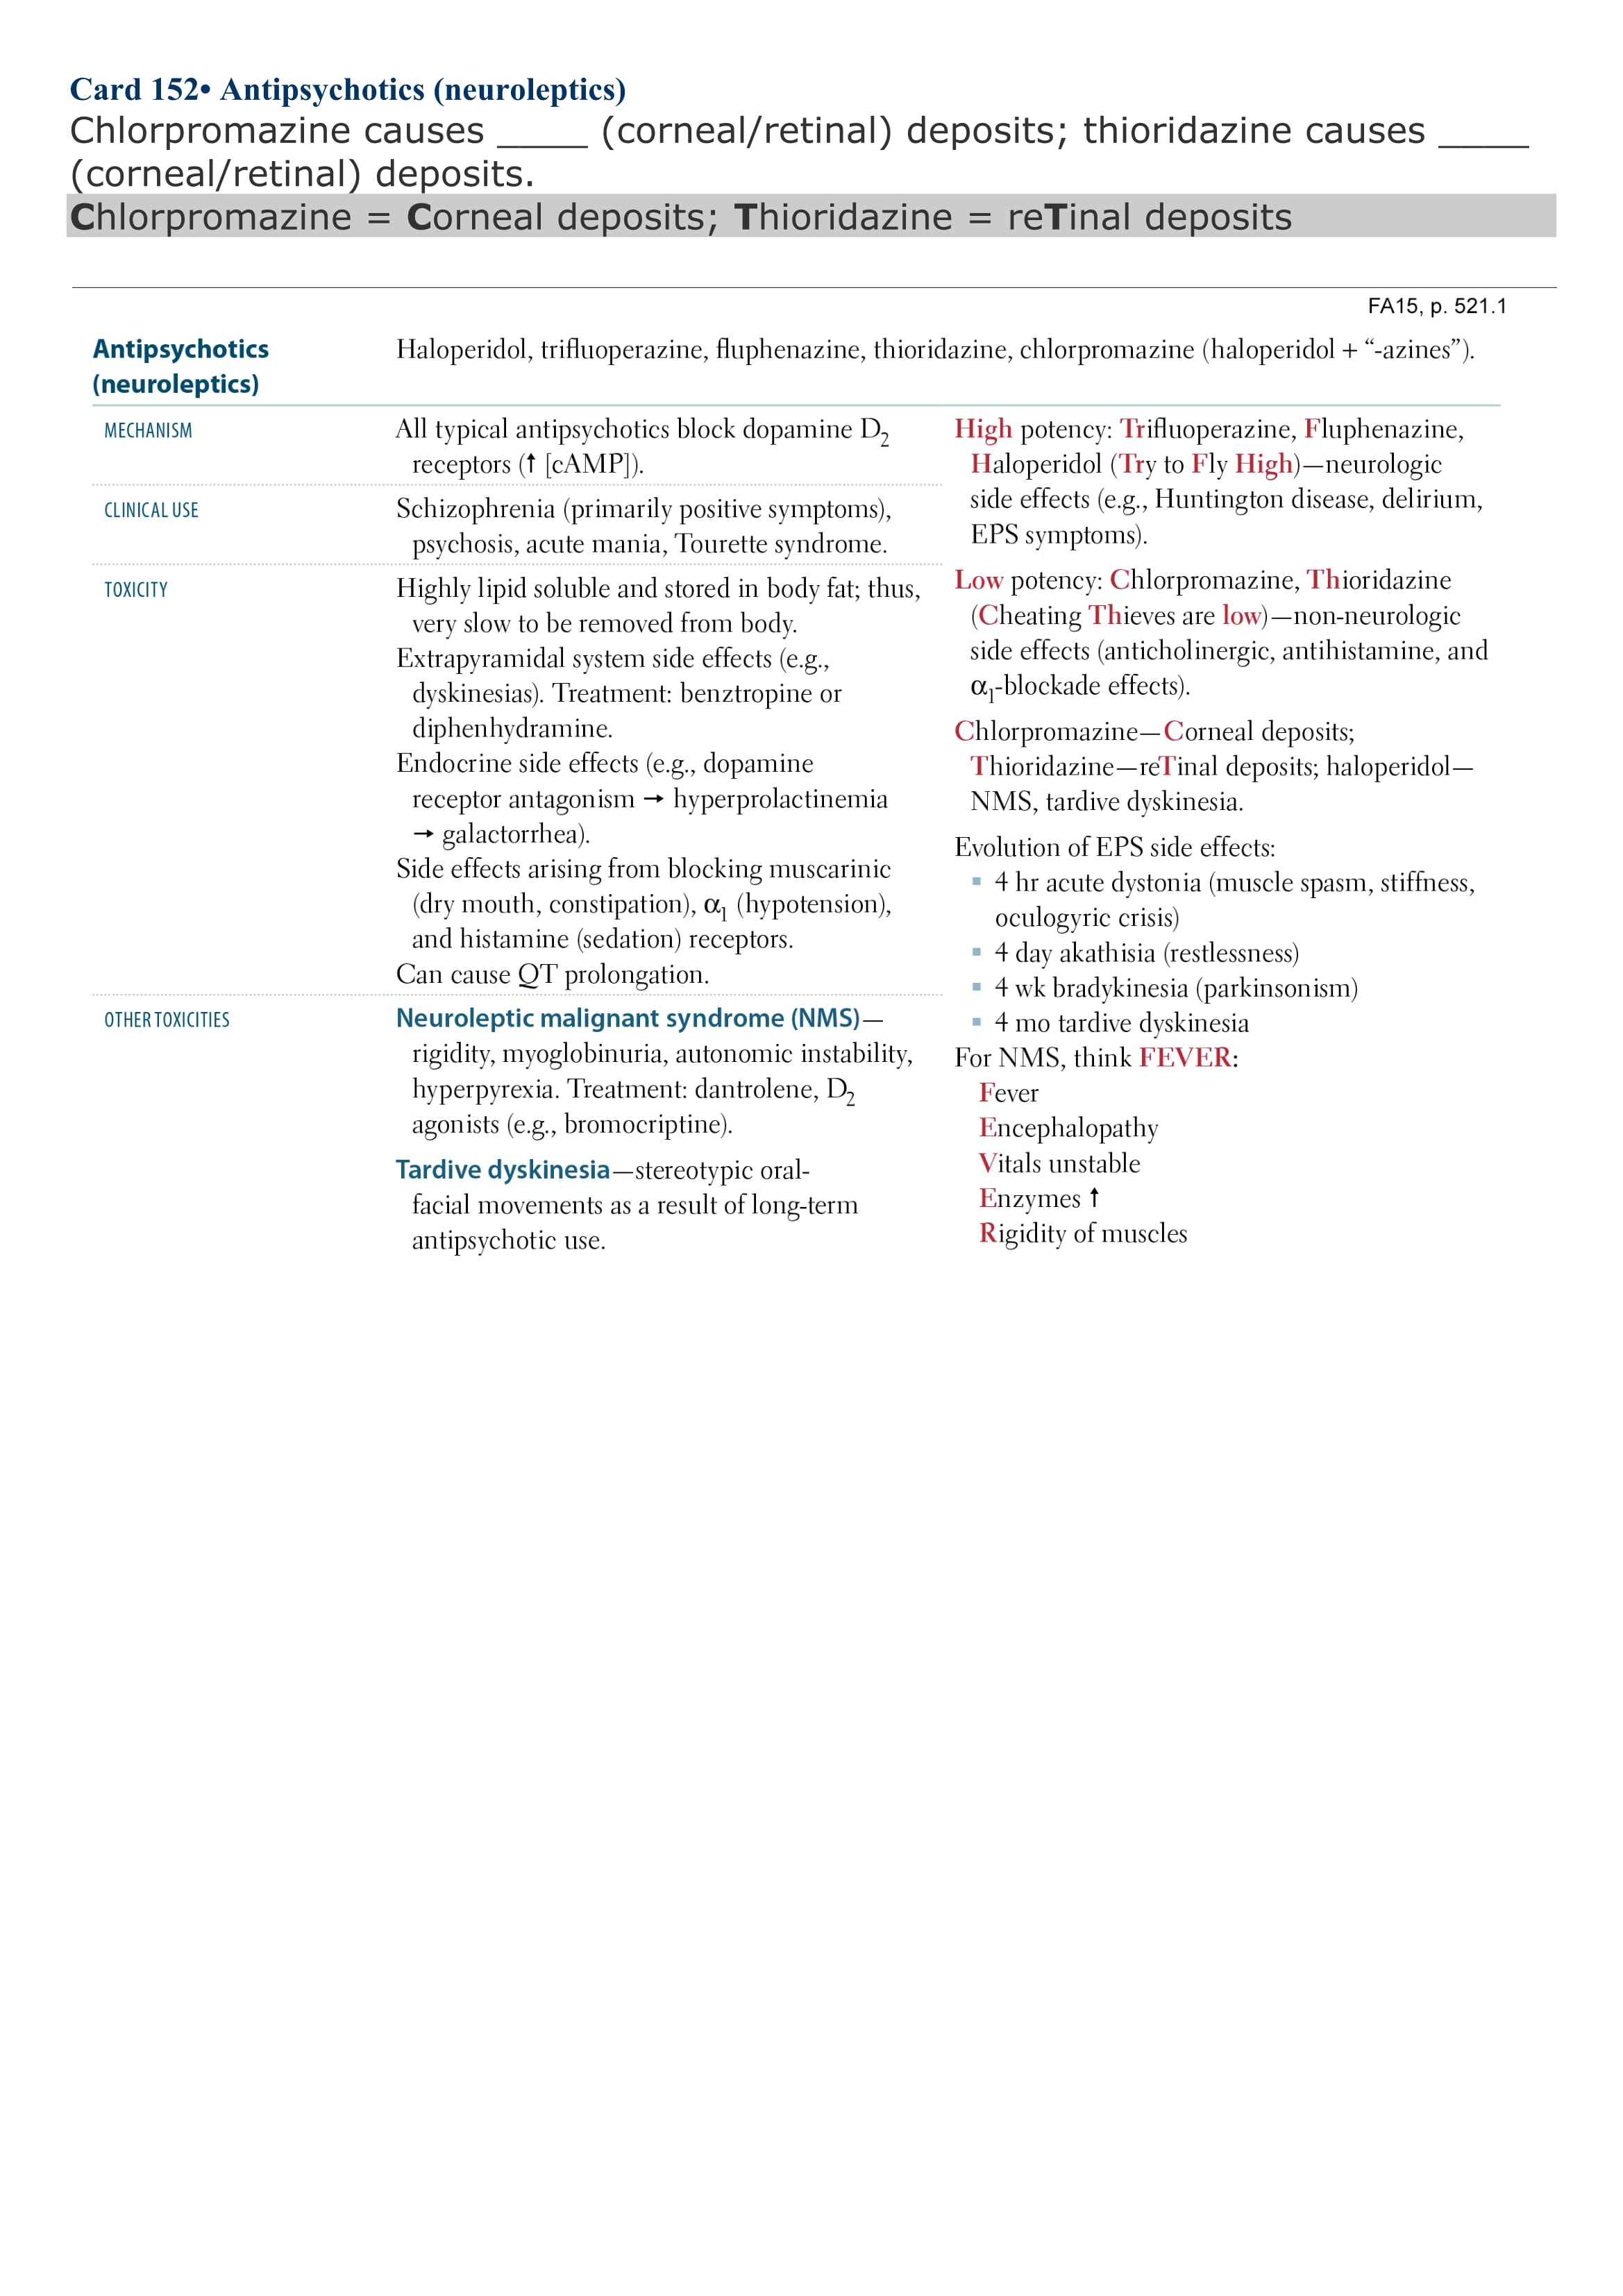 Card 152• Antipsychotics (neuroleptics)
Chlorpromazine causes ____ (corneal/retinal) deposits; thioridazine causes ____
(corneal/retinal) deposits.
Chlorpromazine = Corneal deposits; Thioridazine = reTinal deposits
FA15, p. 521.1
Antipsychotics
(neuroleptics)
Haloperidol, trifluoperazine, fluphenazine, thioridazine, chlorpromazine (haloperidol + “-azines”).
MECHANISM
All typical antipsychotics block dopamine D2
receptors (↑ [cAMP]).
CLINICAL USE
Schizophrenia (primarily positive symptoms),
psychosis, acute mania, Tourette syndrome.
TOXICITY
Highly lipid soluble and stored in body fat; thus,
very slow to be removed from body.
Extrapyramidal system side effects (e.g.,
dyskinesias). Treatment: benztropine or
diphenhydramine.
Endocrine side effects (e.g., dopamine
receptor antagonism → hyperprolactinemia
→ galactorrhea).
Side effects arising from blocking muscarinic
(dry mouth, constipation), α1 (hypotension),
and histamine (sedation) receptors.
Can cause QT prolongation.
OTHER TOXICITIES
Neuroleptic malignant syndrome (NMS)—
rigidity, myoglobinuria, autonomic instability,
hyperpyrexia. Treatment: dantrolene, D2
agonists (e.g., bromocriptine).
Tardive dyskinesia—stereotypic oral-
facial movements as a result of long-term
antipsychotic use.
High potency: Trifluoperazine, Fluphenazine,
Haloperidol (Try to Fly High)—neurologic
side effects (e.g., Huntington disease, delirium,
EPS symptoms).
Low potency: Chlorpromazine, Thioridazine
(Cheating Thieves are low)—non-neurologic
side effects (anticholinergic, antihistamine, and
α1-blockade effects).
Chlorpromazine—Corneal deposits;
Thioridazine—reTinal deposits; haloperidol—
NMS, tardive dyskinesia.
Evolution of EPS side effects:
▪ 4 hr acute dystonia (muscle spasm, stiffness,
oculogyric crisis)
▪ 4 day akathisia (restlessness)
▪ 4 wk bradykinesia (parkinsonism)
▪ 4 mo tardive dyskinesia
For NMS, think FEVER:
Fever
Encephalopathy
Vitals unstable
Enzymes ↑
Rigidity of muscles